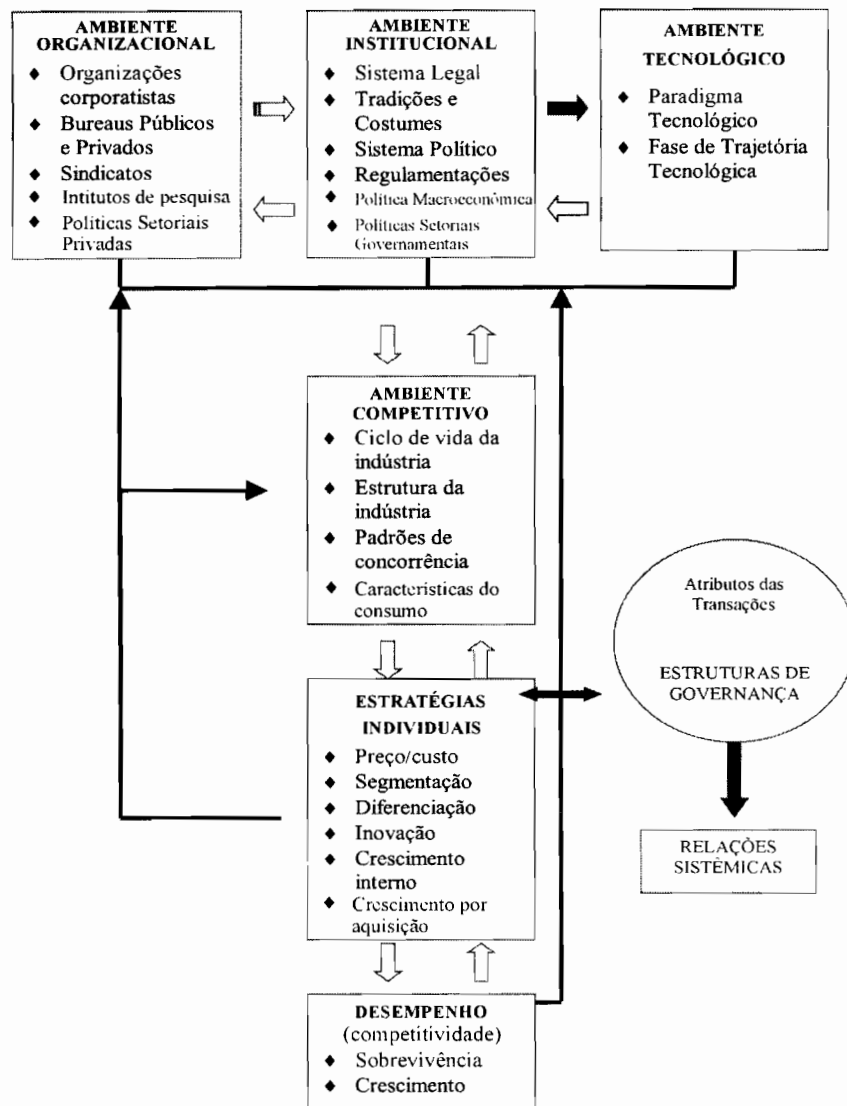 AMBIENTE
ORGANIZACIONAL
♦ Organizações
corporatistas
♦ Bureaus Públicos
e Privados
♦ Sindicatos
♦ Intitutos de pesquisa
♦ Políticas Setoriais
Privadas
AMBIENTE
INSTITUCIONAL
♦ Sistema Legal
♦ Tradições e
Costumes
♦ Sistema Político
♦ Regulamentações
♦ Política Macroeconômica
♦ Políticas Setoriais
Governamentais
AMBIENTE
TECNOLÓGICO
♦ Paradigma
Tecnológico
♦ Fase de Trajetória
Tecnológica
AMBIENTE
COMPETITIVO
♦ Ciclo de vida da
indústria
♦ Estrutura da
indústria
♦ Padrões de
concorrência
♦ Características do
consumo
ESTRATÉGIAS
INDIVIDUAIS
♦ Preço/custo
♦ Segmentação
♦ Diferenciação
♦ Inovação
♦ Crescimento
interno
♦ Crescimento por
aquisição
Atributos das
Transações
ESTRUTURAS DE
GOVERNANÇA
RELAÇÕES
SISTÊMICAS
DESEMPENHO
(competitividade)
♦ Sobrevivência
♦ Crescimento